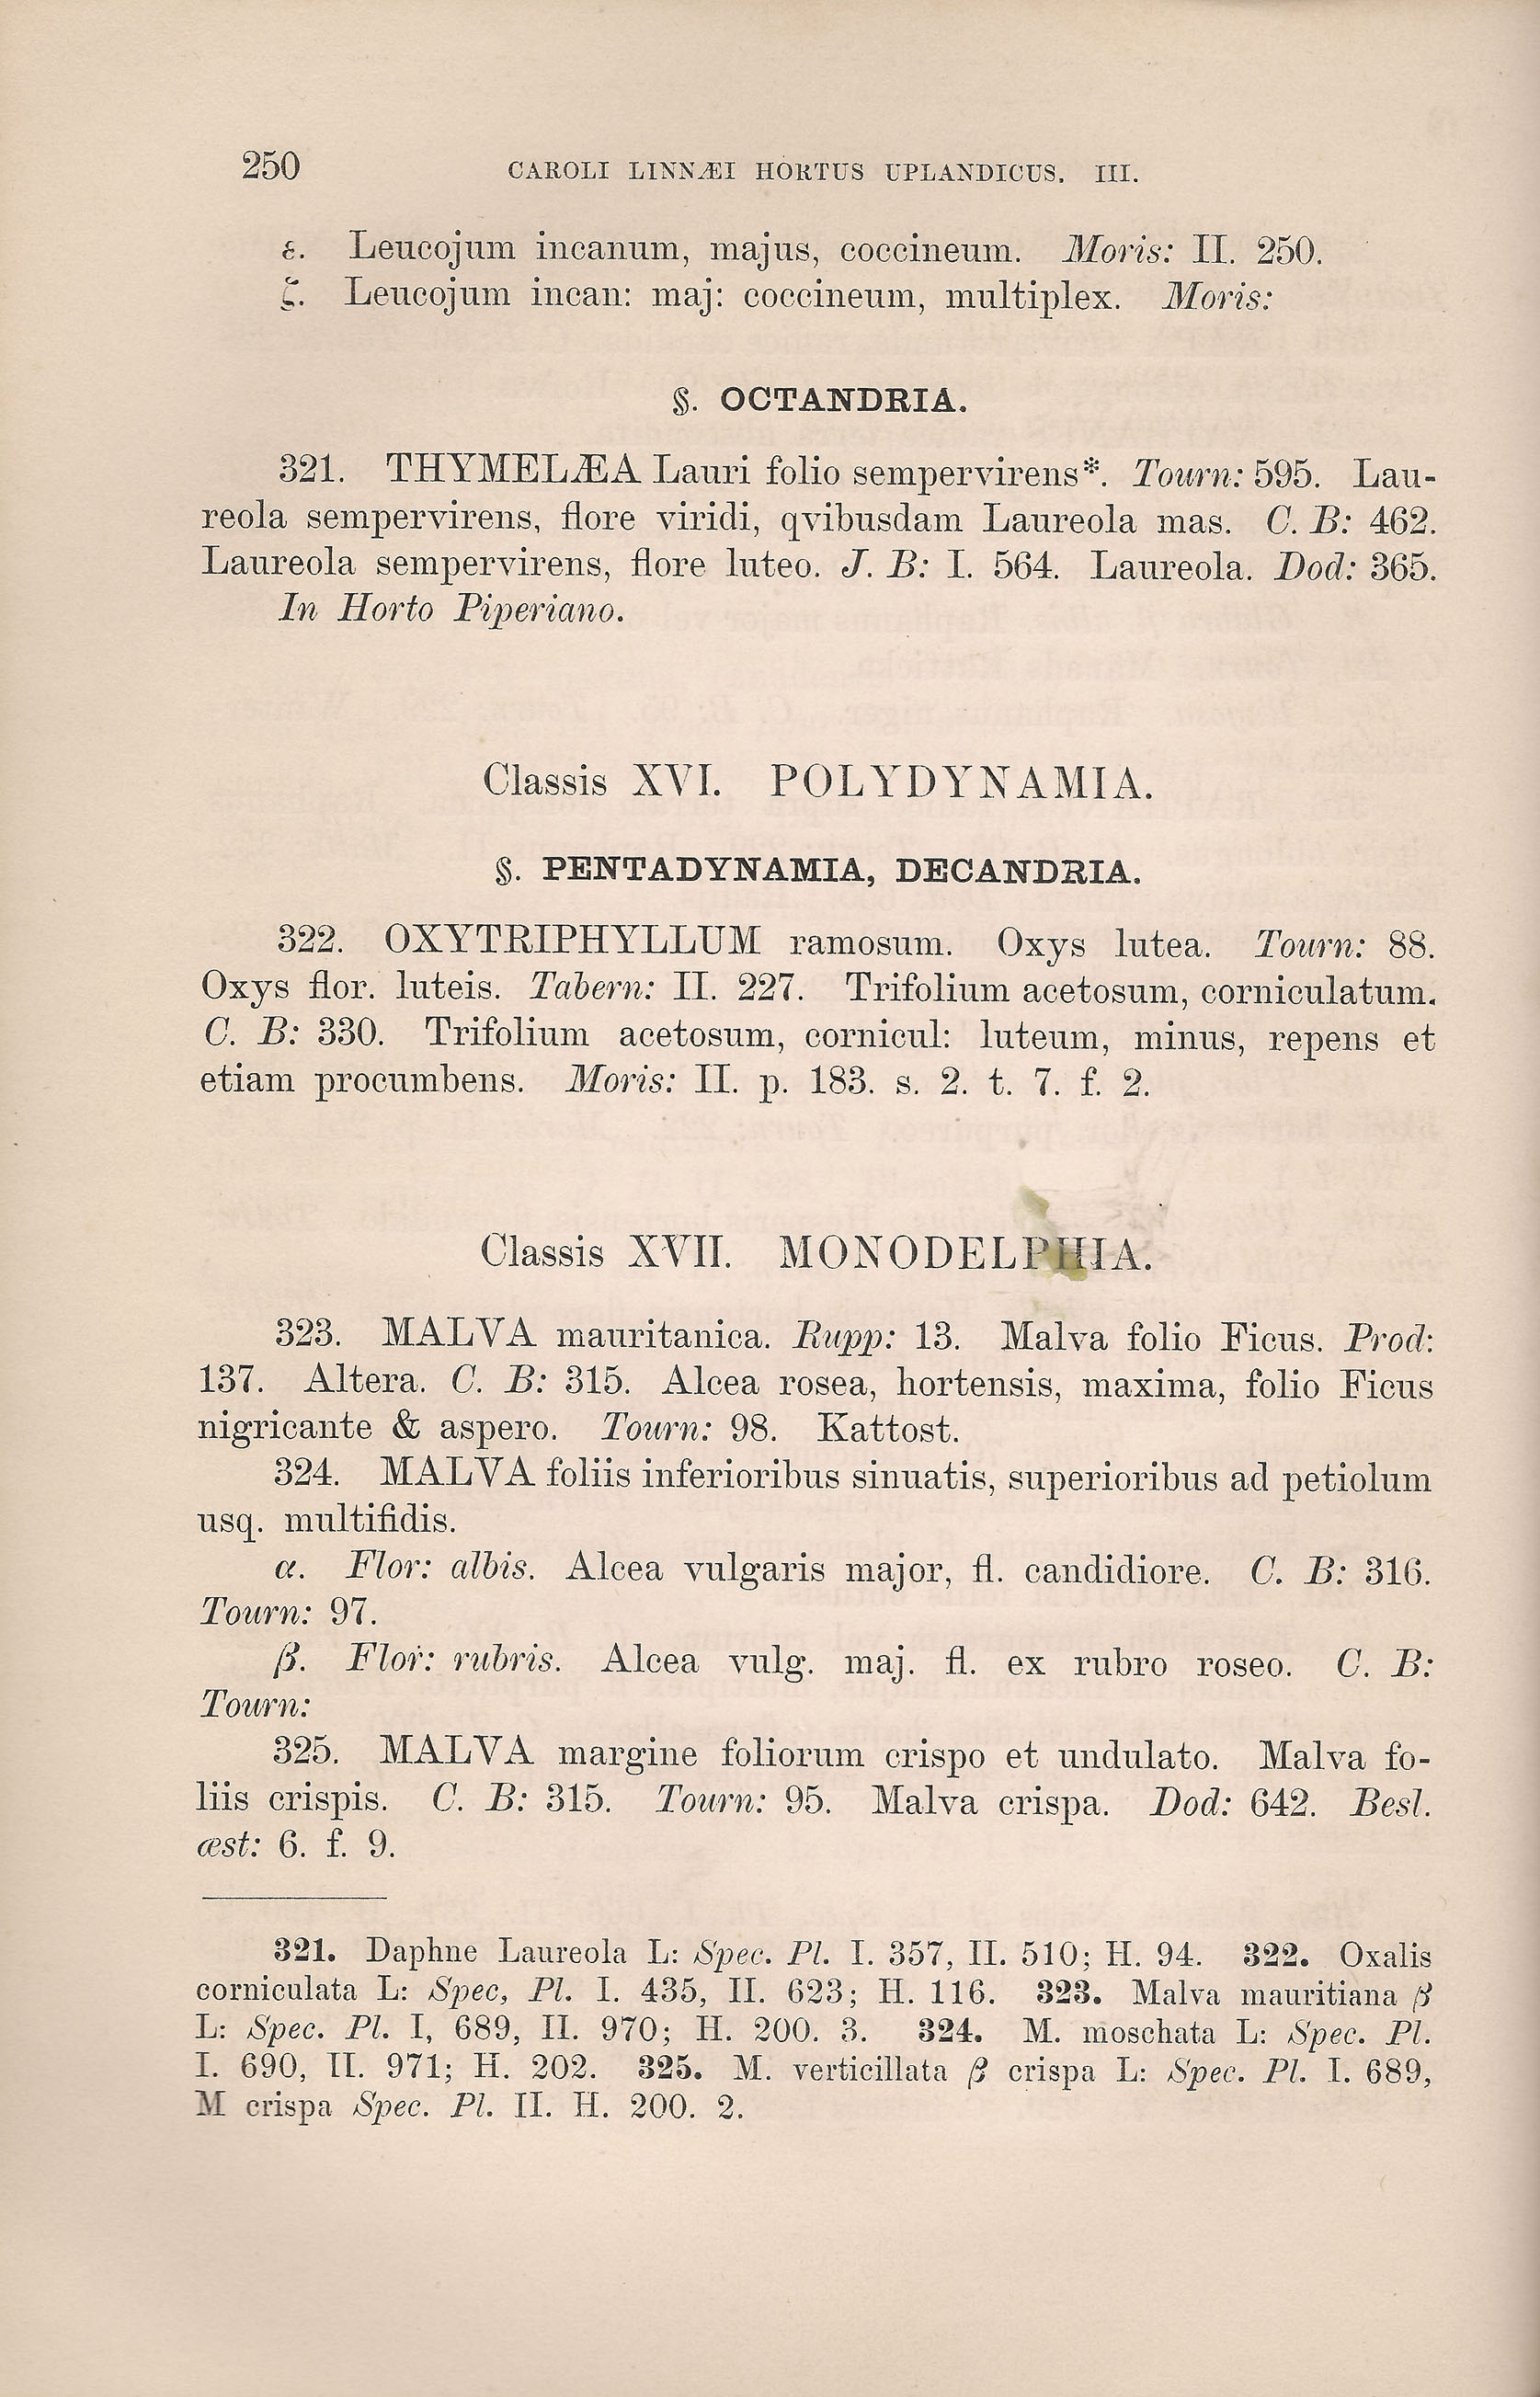 250 CAROLI LINNÆI HORTUS UPLANDICUS. III.
ε. Leucojum incanum, majus, coccineum. Moris: II. 250.
ζ. Leucojum incan: maj: coccineum, multiplex. Moris:
§. OCTANDRIA.
321. THYMELÆA Lauri folio sempervirens*. Tourn: 595. Lau-
reola sempervirens, flore viridi, qvibusdam Laureola mas. C. B: 462.
Laureola sempervirens, flore luteo. J. B: I. 564. Laureola. Dod: 365.
In Horto Piperiano.
Classis XVI. POLYDYNAMIA.
§. PENTADYNAMIA, DECANDRIA.
322. OXYTRIPHYLLUM ramosum. Oxys lutea. Tourn: 88.
Oxys flor. luteis. Tabern: II. 227. Trifolium acetosum, corniculatum.
C. B: 330. Trifolium acetosum, cornicul: luteum, minus, repens et
etiam procumbens. Moris: II. p. 183. s. 2. t. 7. f. 2.
Classis XVII. MONODELPHIA.
323. MALVA mauritanica. Rupp: 13. Malva folio Ficus. Prod:
137. Altera. C. B: 315. Alcea rosea, hortensis, maxima, folio Ficus
nigricante & aspero. Tourn: 98. Kattost.
324. MALVA foliis inferioribus sinuatis, superioribus ad petiolum
usq. multifidis.
α. Flor: albis. Alcea vulgaris major, fl. candidiore. C. B: 316.
Tourn: 97.
β. Flor: rubris. Alcea vulg. maj. fl. ex rubro roseo. C. B:
Tourn:
325. MALVA margine foliorum crispo et undulato. Malva fo-
liis crispis. C. B: 315. Tourn: 95. Malva crispa. Dod: 642. Besl.
æst: 6. f. 9.
321. Daphne Laureola L: Spec. Pl. I. 357, II. 510; H. 94. 322. Oxalis
corniculata L: Spec, Pl. I. 435, II. 623; H. 116. 323. Malva mauritiana β
L: Spec. Pl. I, 689, II. 970; H. 200. 3. 324. M. moschata L: Spec. Pl.
I. 690, II. 971; H. 202. 325. M. verticillata β crispa L: Spec. Pl. I. 689,
M crispa Spec. Pl. II. H. 200. 2.